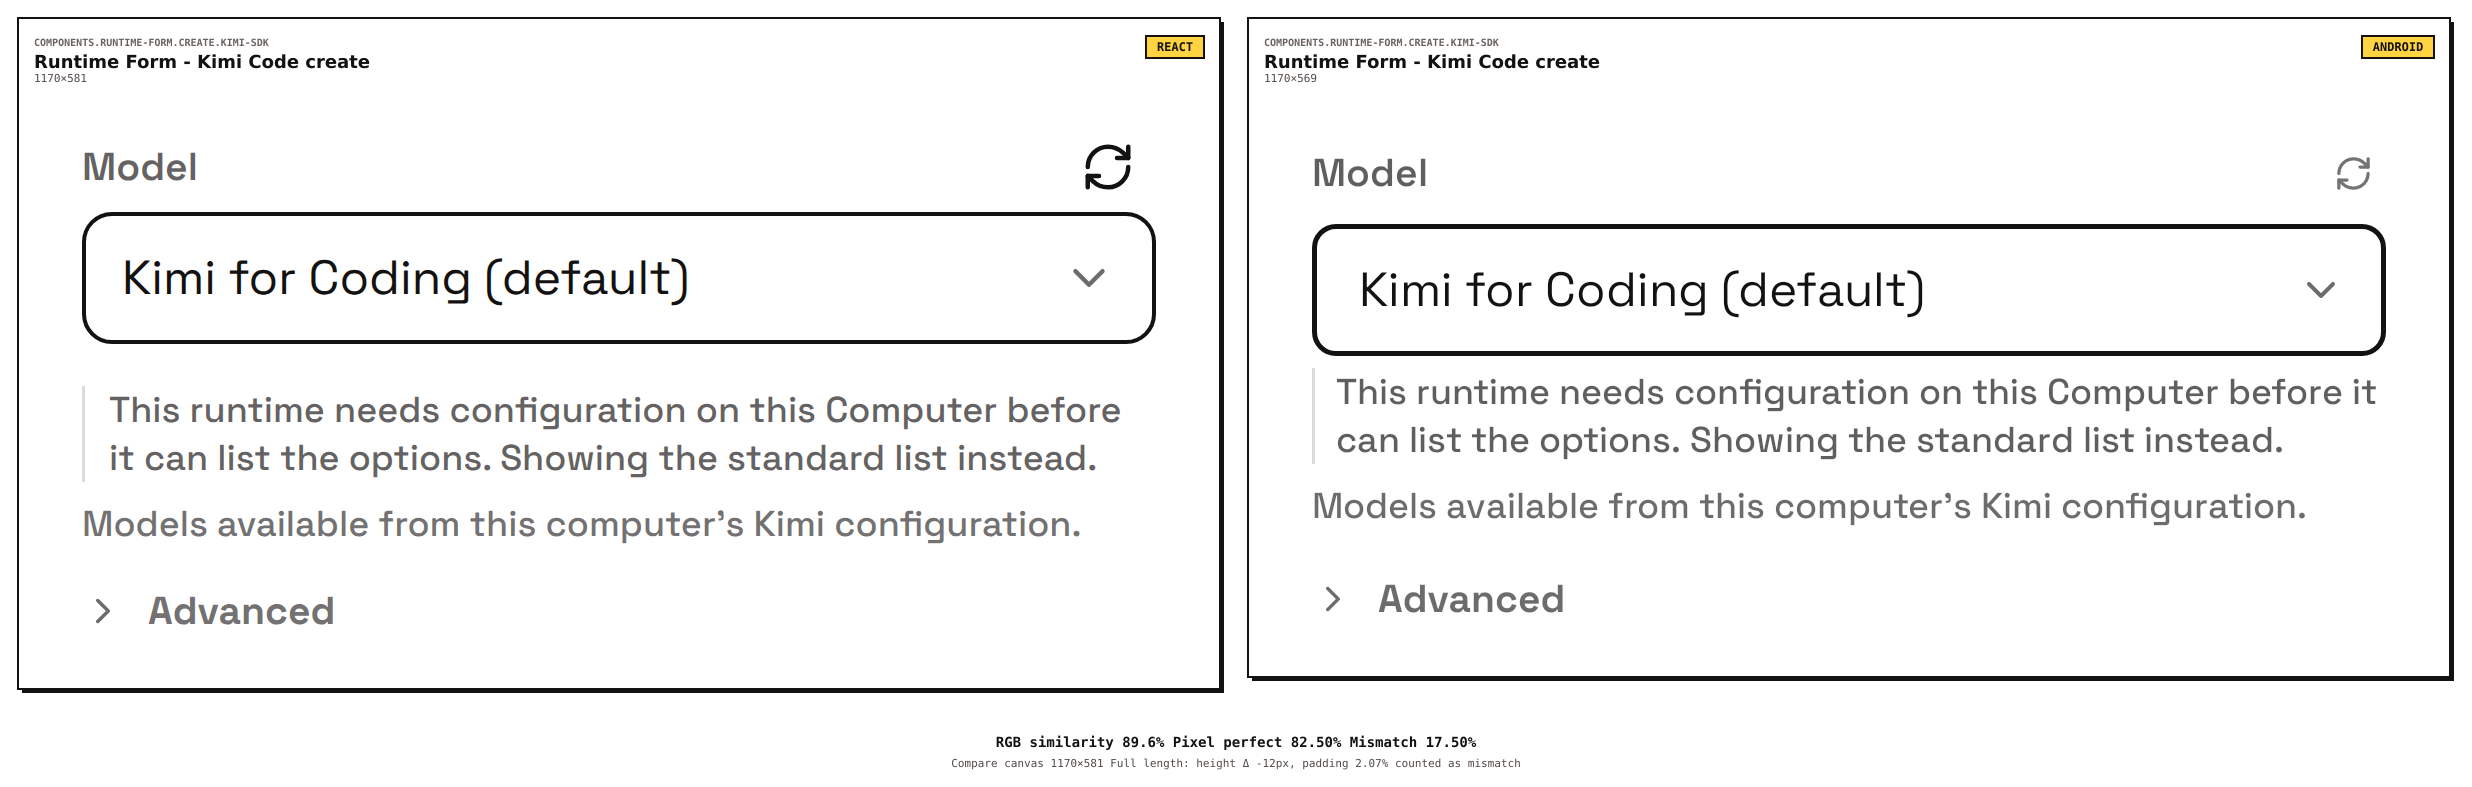 COMPONENTS.RUNTIME-FORM.CREATE.KIMI-SDK
Runtime Form - Kimi Code create
1170×581
REACT
Model
Kimi for Coding (default)
This runtime needs configuration on this Computer before
it can list the options. Showing the standard list instead.
Models available from this computer's Kimi configuration.
Advanced
COMPONENTS.RUNTIME-FORM.CREATE.KIMI-SDK
Runtime Form - Kimi Code create
1170×569
ANDROID
Model
Kimi for Coding (default)
This runtime needs configuration on this Computer before it
can list the options. Showing the standard list instead.
Models available from this computer’s Kimi configuration.
Advanced
RGB similarity 89.6% Pixel perfect 82.50% Mismatch 17.50%
Compare canvas 1170×581 Full length: height Δ -12px, padding 2.07% counted as mismatch